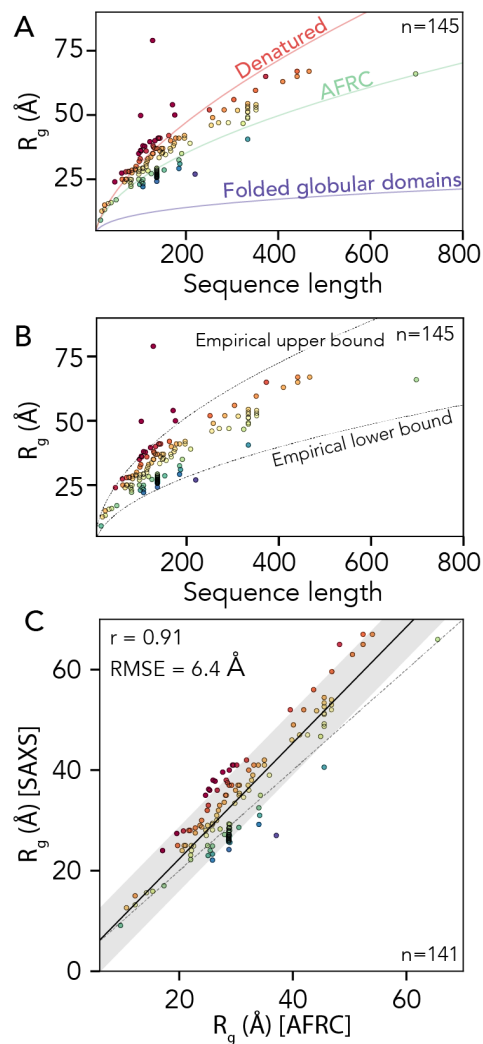 A
n=145
Denatured
AFRC
Folded globular domains
75
50
25
Rg (Å)
200 400 600 800
Sequence length
B
n=145
Empirical upper bound
Empirical lower bound
75
50
25
Rg (Å)
200 400 600 800
Sequence length
C
r = 0.91
RMSE = 6.4 Å
60
40
20
0
Rg (Å) [SAXS]
n=141
20 40 60
Rg (Å) [AFRC]